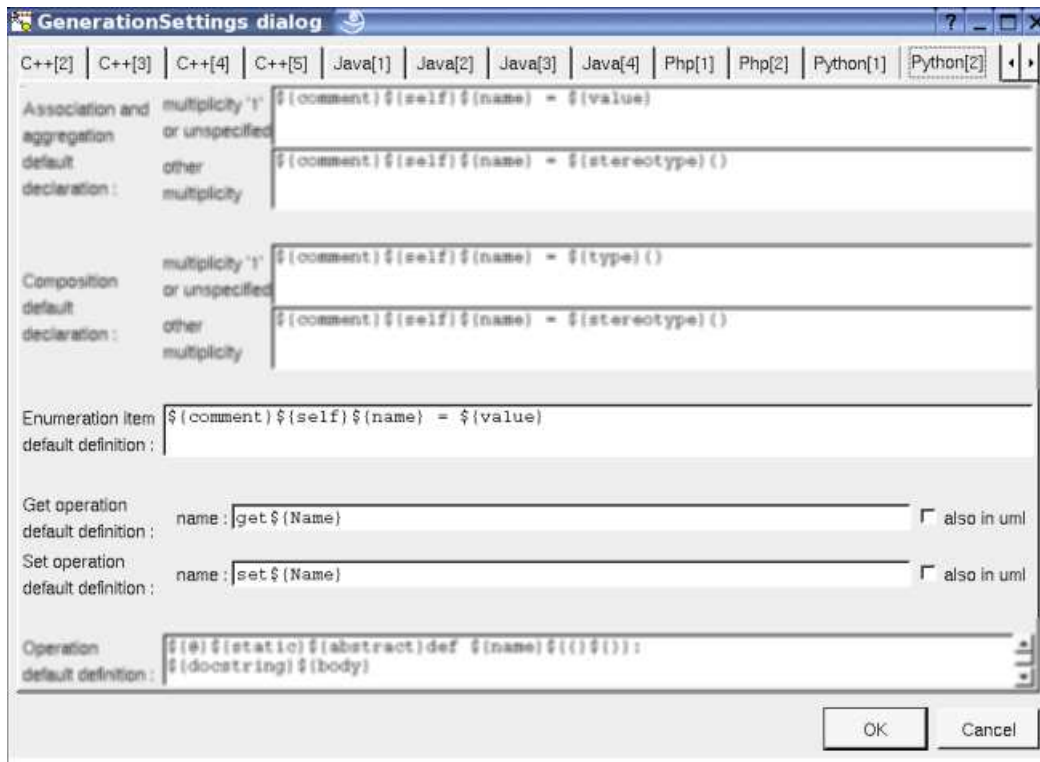 GenerationSettings dialog
C++[2] C++[3] C++[4] C++[5] Java[1] Java[2] Java[3] Java[4] Php[1] Php[2] Python[1] Python[2]
Association and aggregation default declaration :
multiplicity '1' or unspecified
${comment}${self}${name} = ${value}
other multiplicity
${comment}${self}${name} = ${stereotype}()
Composition default declaration :
multiplicity '1' or unspecified
${comment}${self}${name} = ${type}()
other multiplicity
${comment}${self}${name} = ${stereotype}()
Enumeration item default definition :
${comment}${self}${name} = ${value}
Get operation default definition :
name : get${Name}
also in uml
Set operation default definition :
name : set${Name}
also in uml
Operation default definition :
${@}${static}${abstract}def ${name}${(}${)}:
${docstring}${body}
OK Cancel